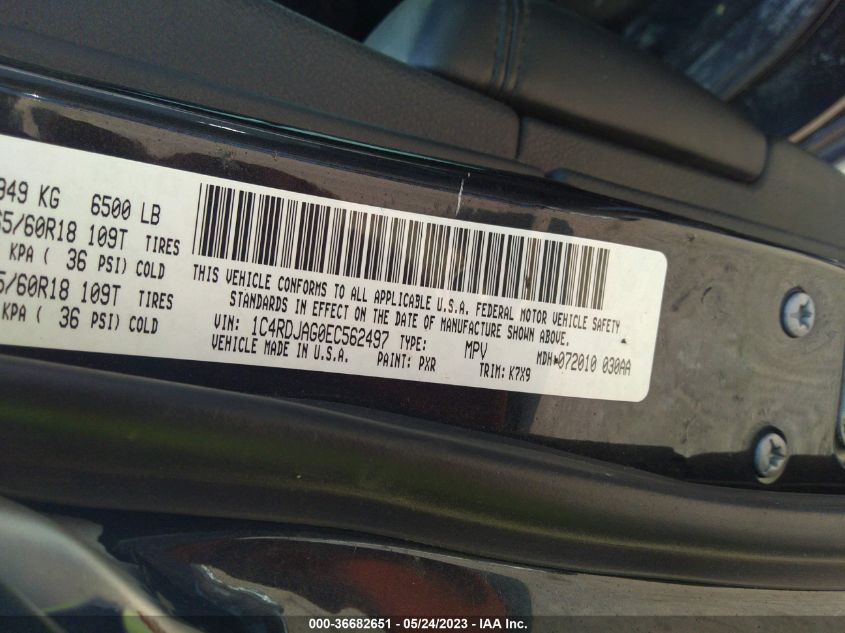 949 KG 6500 LB
5/60R18 109T TIRES
KPA ( 36 PSI) COLD
5/60R18 109T TIRES
KPA ( 36 PSI) COLD
THIS VEHICLE CONFORMS TO ALL APPLICABLE U.S.A. FEDERAL MOTOR VEHICLE SAFETY
STANDARDS IN EFFECT ON THE DATE OF MANUFACTURE SHOWN ABOVE.
VIN: 1C4RDJAG0EC562497 TYPE: MPV MDH: 072010 030AA
VEHICLE MADE IN U.S.A. PAINT: PXR TRIM: K7X9
000-36682651 - 05/24/2023 - IAA Inc.